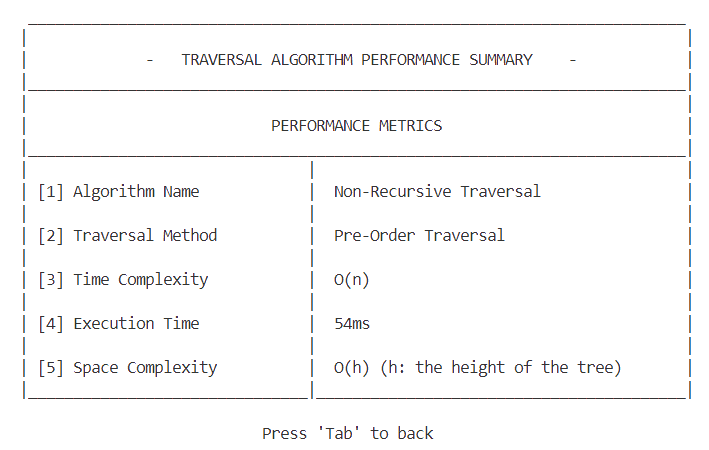 - TRAVERSAL ALGORITHM PERFORMANCE SUMMARY -
PERFORMANCE METRICS
[1] Algorithm Name Non-Recursive Traversal
[2] Traversal Method Pre-Order Traversal
[3] Time Complexity O(n)
[4] Execution Time 54ms
[5] Space Complexity O(h) (h: the height of the tree)
Press 'Tab' to back